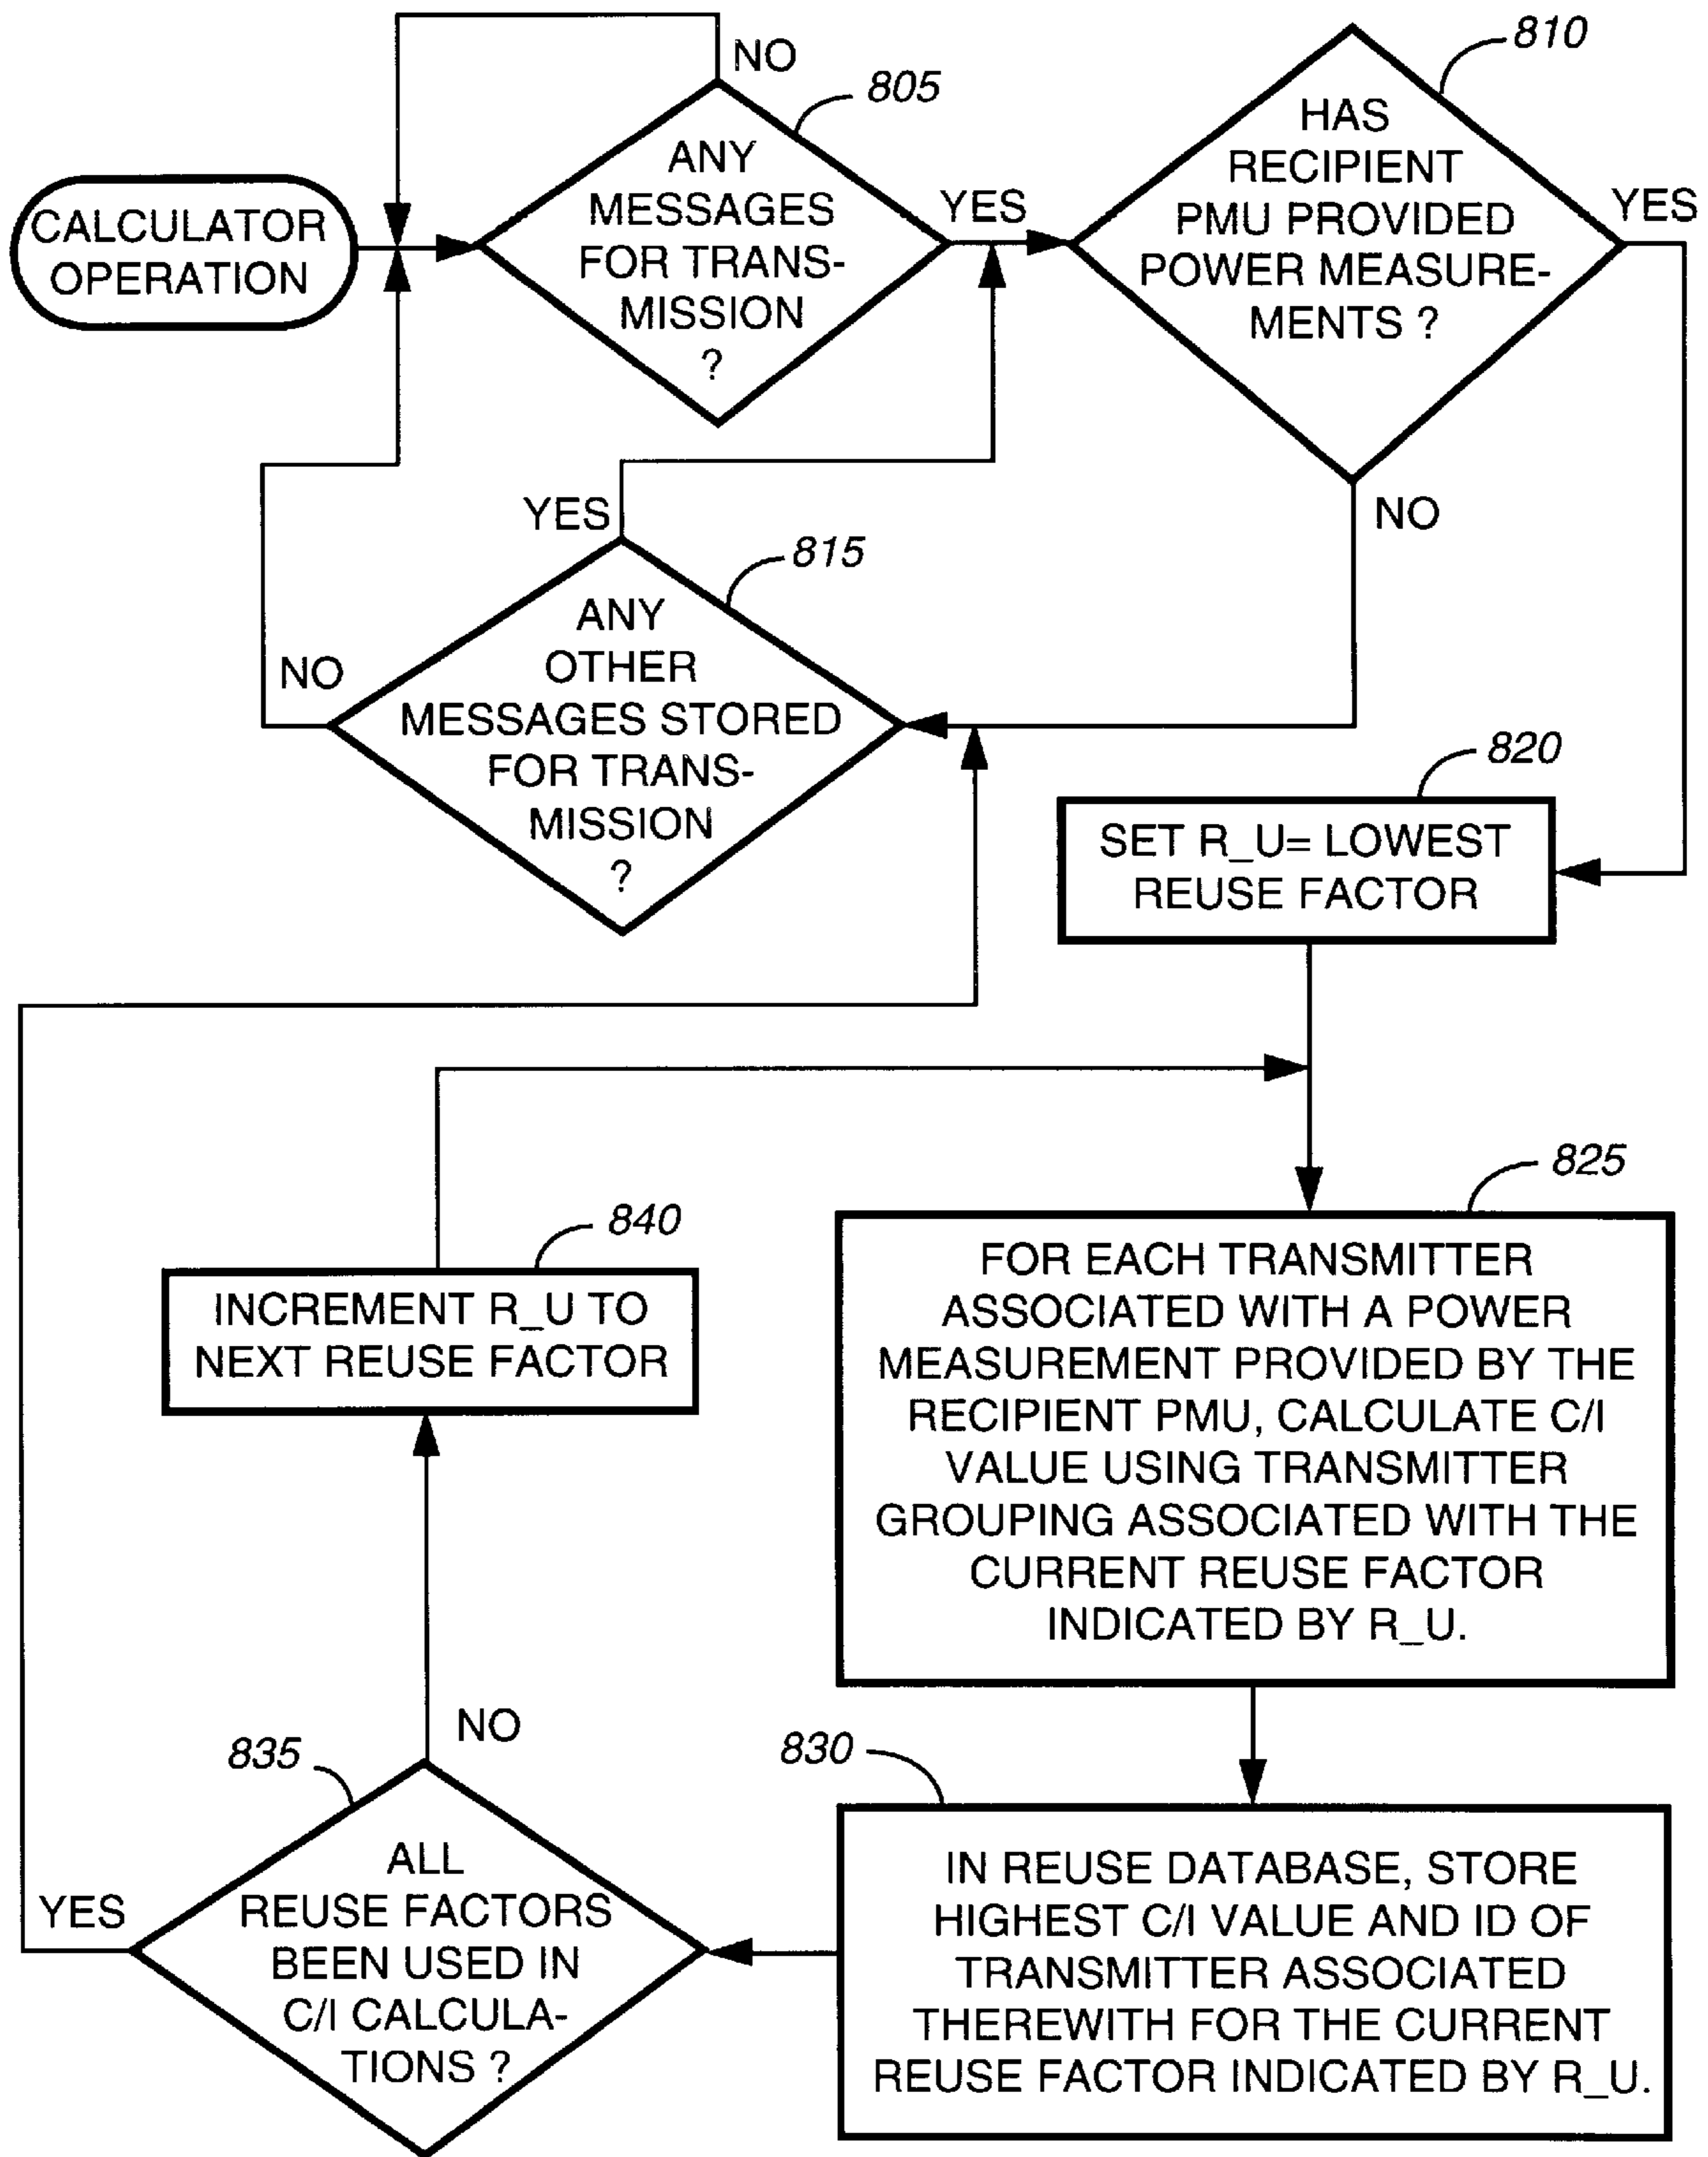 NO
805
810
CALCULATOR
OPERATION
ANY
MESSAGES
FOR TRANS-
MISSION
?
YES
HAS
RECIPIENT
PMU PROVIDED
POWER MEASURE-
MENTS ?
YES
NO
YES
815
NO
ANY
OTHER
MESSAGES STORED
FOR TRANS-
MISSION
?
820
SET R_U= LOWEST
REUSE FACTOR
825
FOR EACH TRANSMITTER
ASSOCIATED WITH A POWER
MEASUREMENT PROVIDED BY THE
RECIPIENT PMU, CALCULATE C/I
VALUE USING TRANSMITTER
GROUPING ASSOCIATED WITH THE
CURRENT REUSE FACTOR
INDICATED BY R_U.
840
INCREMENT R_U TO
NEXT REUSE FACTOR
NO
835
830
YES
ALL
REUSE FACTORS
BEEN USED IN
C/I CALCULA-
TIONS ?
IN REUSE DATABASE, STORE
HIGHEST C/I VALUE AND ID OF
TRANSMITTER ASSOCIATED
THEREWITH FOR THE CURRENT
REUSE FACTOR INDICATED BY R_U.